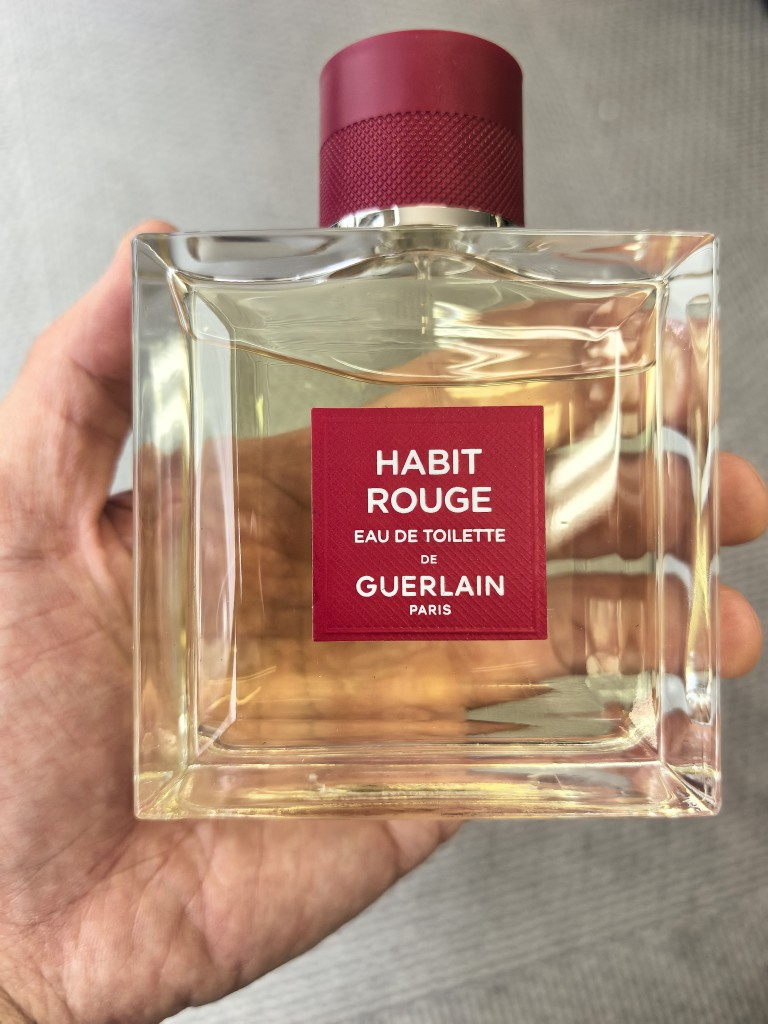 HABIT
ROUGE
EAU DE TOILETTE
DE
GUERLAIN
PARIS